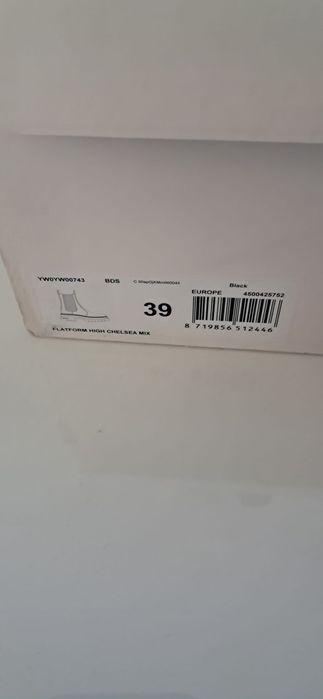 YW0YW00743 BDS Black
EUROPE 4500425752
39
8 719856 512446
FLATFORM HIGH CHELSEA MIX